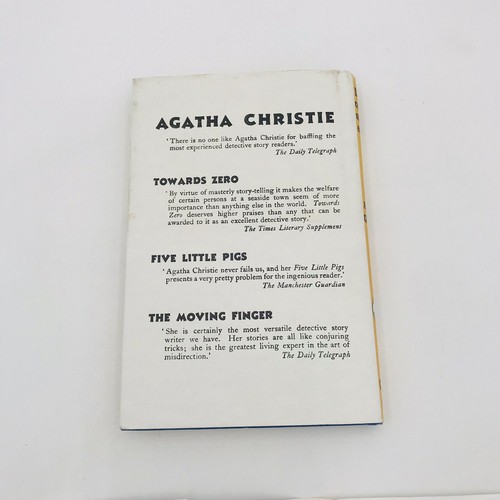 AGATHA CHRISTIE
'There is no one like Agatha Christie for baffling the
most experienced detective story readers.'
The Daily Telegraph
TOWARDS ZERO
'By virtue of masterly story-telling it makes the welfare
of certain persons at a seaside town seem of more
importance than anything else in the world. Towards
Zero deserves higher praises than any that can be
awarded to it as an excellent detective story.'
The Times Literary Supplement
FIVE LITTLE PIGS
'Agatha Christie never fails us, and her Five Little Pigs
presents a very pretty problem for the ingenious reader.'
The Manchester Guardian
THE MOVING FINGER
'She is certainly the most versatile detective story
writer we have. Her stories are all like conjuring
tricks; she is the greatest living expert in the art of
misdirection.' The Daily Telegraph